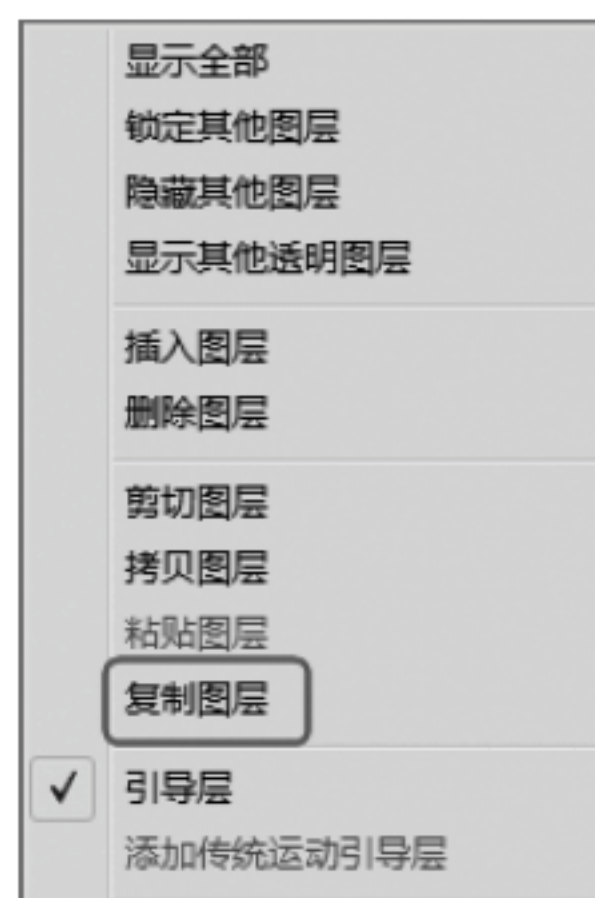 显示全部
锁定其他图层
隐藏其他图层
显示其他透明图层
插入图层
删除图层
剪切图层
拷贝图层
粘贴图层
复制图层
引导层
添加传统运动引导层